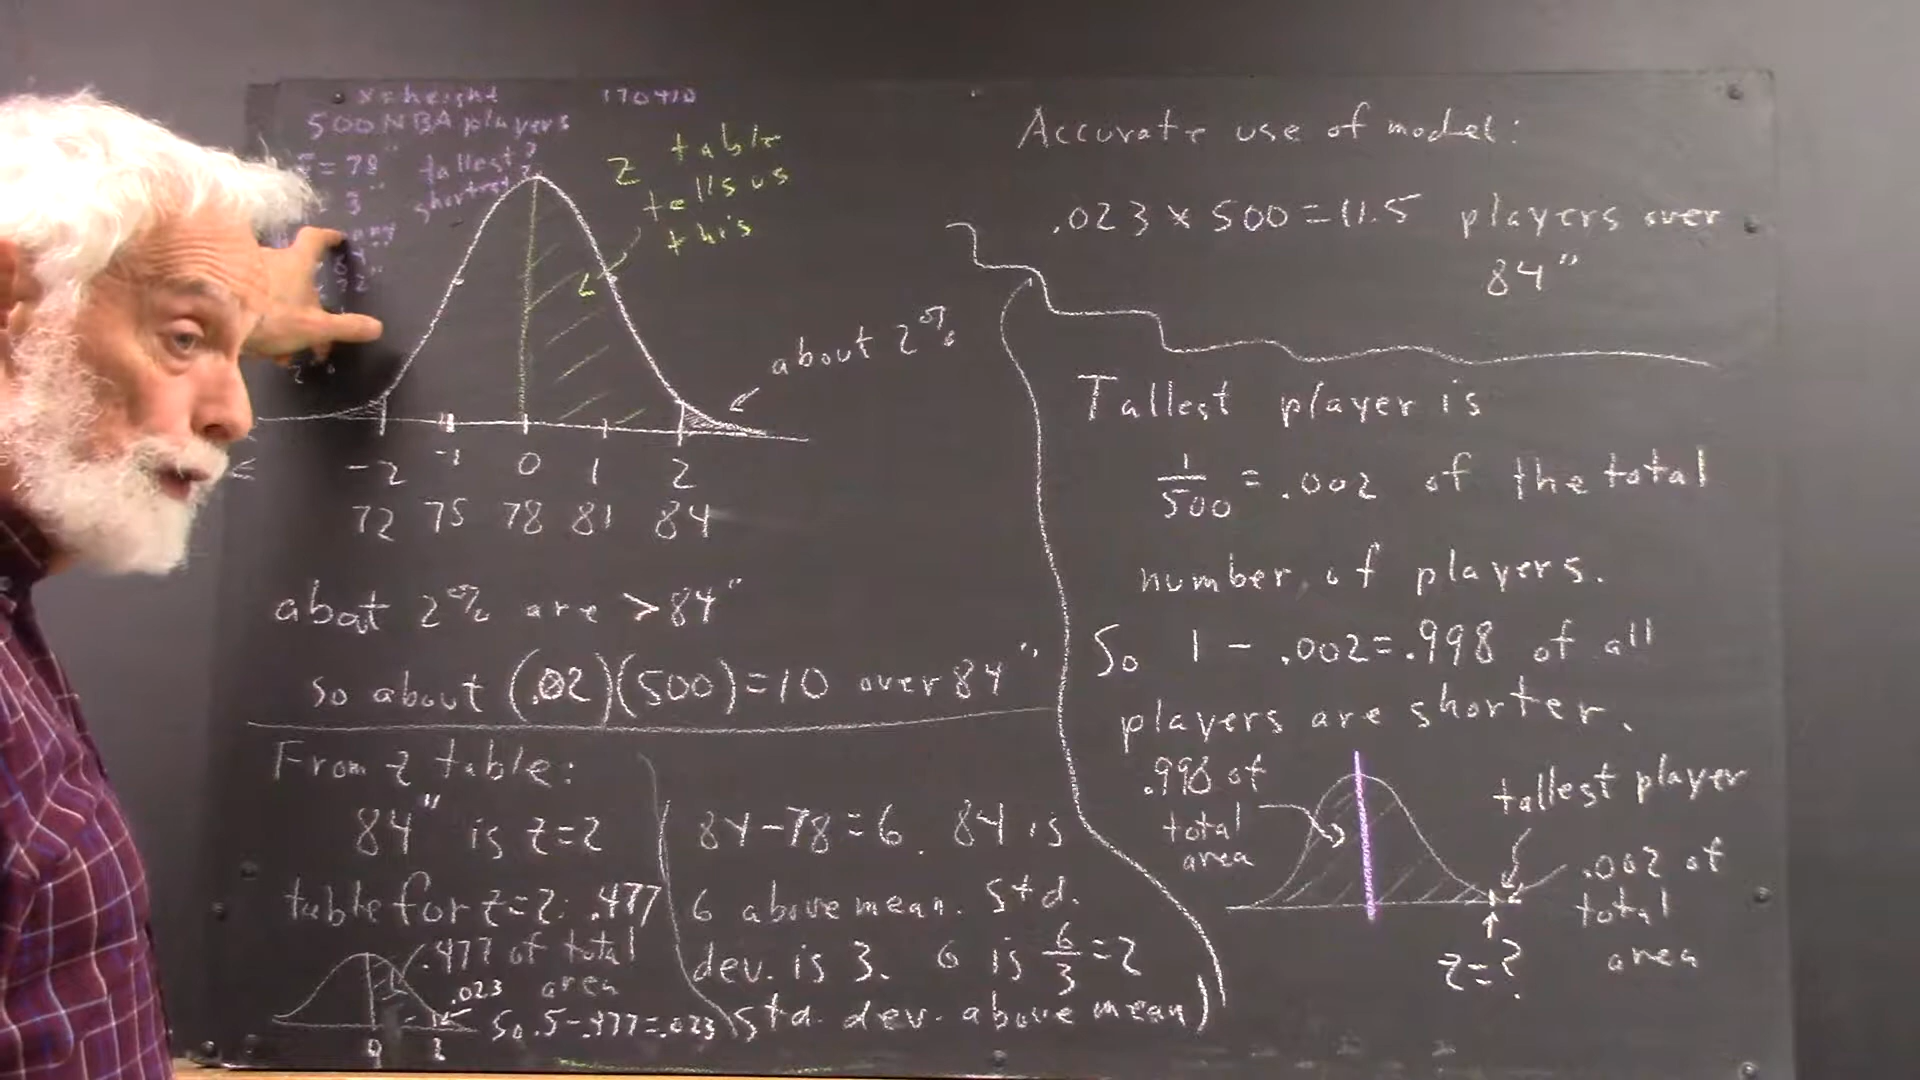 x = height 170410
500 NBA players
= 78" tallest?
3" shortest?
84"
72"
z table
tells us
this
about 2%
-2 -1 0 1 2
72 75 78 81 84
about 2% are > 84"
so about (.02)(500) = 10 over 84"
From z table:
84" is z = 2
table for z=2: .477
.477 of total
area
.023
So .5 - .477 = .023
0 2
84 - 78 = 6. 84 is
6 above mean. Std.
dev. is 3. 6 is 6/3 = 2
std. dev. above mean)
Accurate use of model:
.023 x 500 = 11.5 players over
84"
Tallest player is
1/500 = .002 of the total
number of players.
So 1 - .002 = .998 of all
players are shorter.
.998 of
total
area
tallest player
.002 of
total
area
z = ?